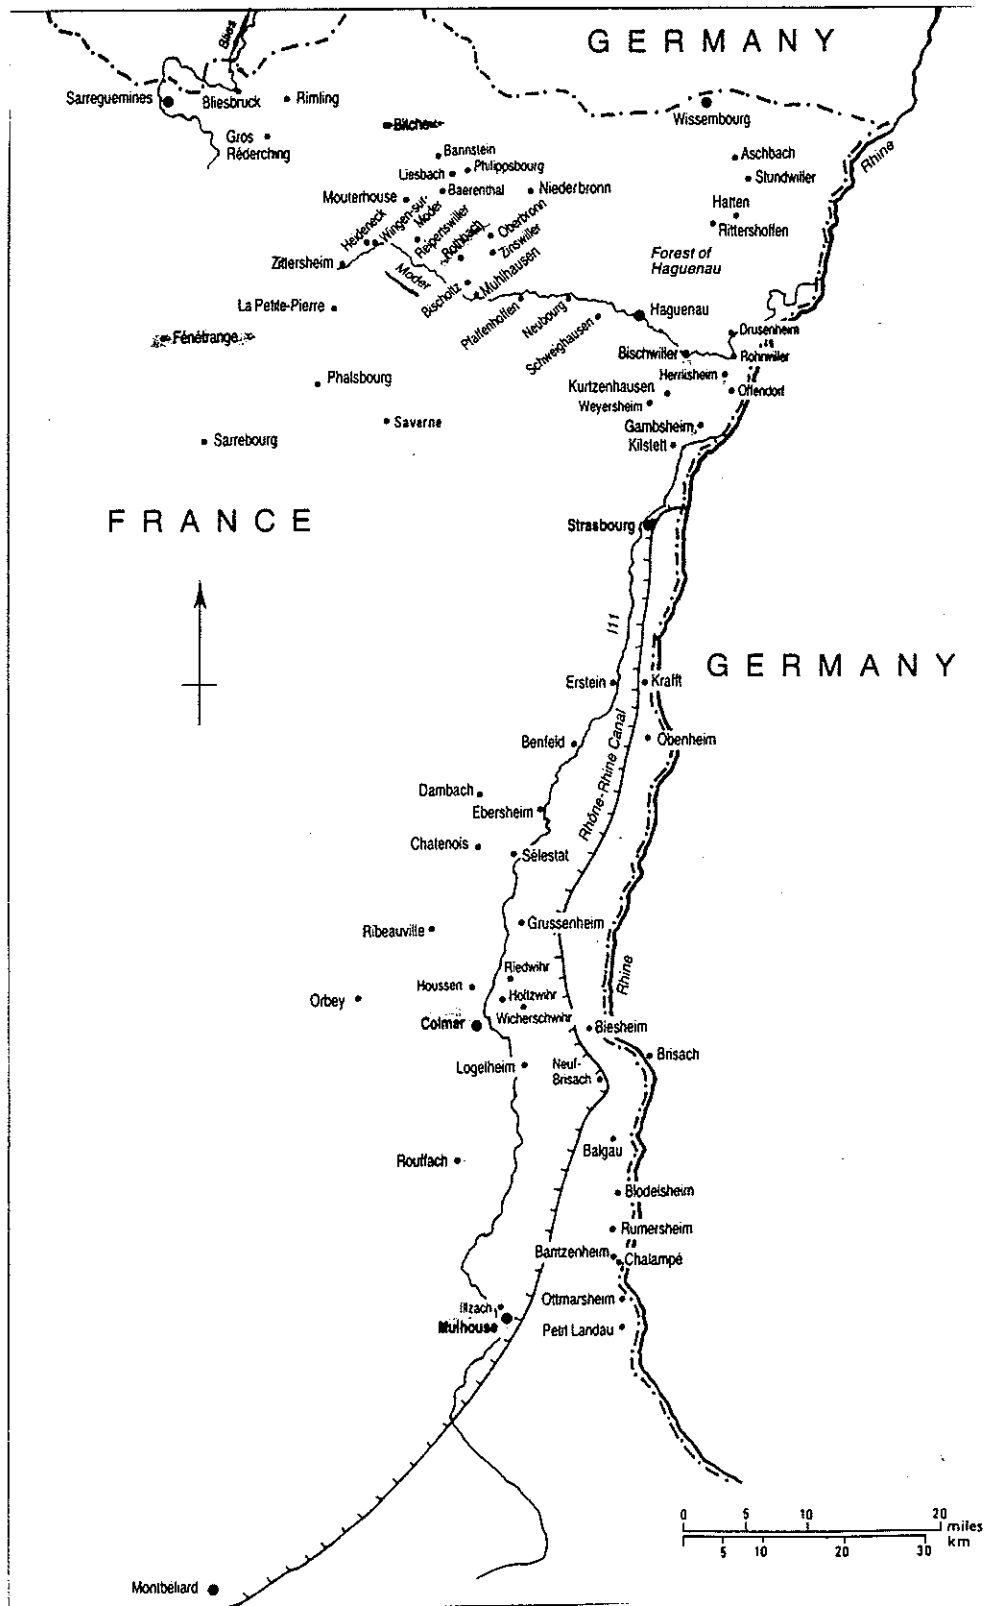 GERMANY
Blies
Sarreguemines
Bliesbruck
Rimling
Wissembourg
Gros
Réderching
Bitche
Bannstein
Philippsbourg
Liesbach
Baerenthal
Niederbronn
Aschbach
Stundwiller
Rhine
Mouterhouse
Heideneck
Wingen-sur-
Moder
Reipertswiller
Rothbach
Oberbronn
Zinswiller
Hatten
Rittershoffen
Zittersheim
Moder
Bischoltz
Muhlhausen
Forest of
Haguenau
La Petite-Pierre
Pfaffenhoffen
Neubourg
Schweighausen
Haguenau
Drusenheim
Fénétrange
Bischwiller
Rohrwiller
Phalsbourg
Herrlisheim
Kurtzenhausen
Offendorf
Weyersheim
Saverne
Gambsheim
Sarrebourg
Kilstett
FRANCE
Strasbourg
Ill
GERMANY
Erstein
Krafft
Benfeld
Obenheim
Rhône-Rhine Canal
Dambach
Ebersheim
Chatenois
Sélestat
Ribeauville
Grussenheim
Rhine
Riedwihr
Houssen
Holtzwihr
Orbey
Wicherschwihr
Colmar
Biesheim
Brisach
Logelheim
Neuf-
Brisach
Balgau
Rouffach
Blodelsheim
Rumersheim
Bantzenheim
Chalampé
Ottmarsheim
Illzach
Mulhouse
Petit Landau
0 5 10 20
miles
km
5 10 20 30
Montbéliard